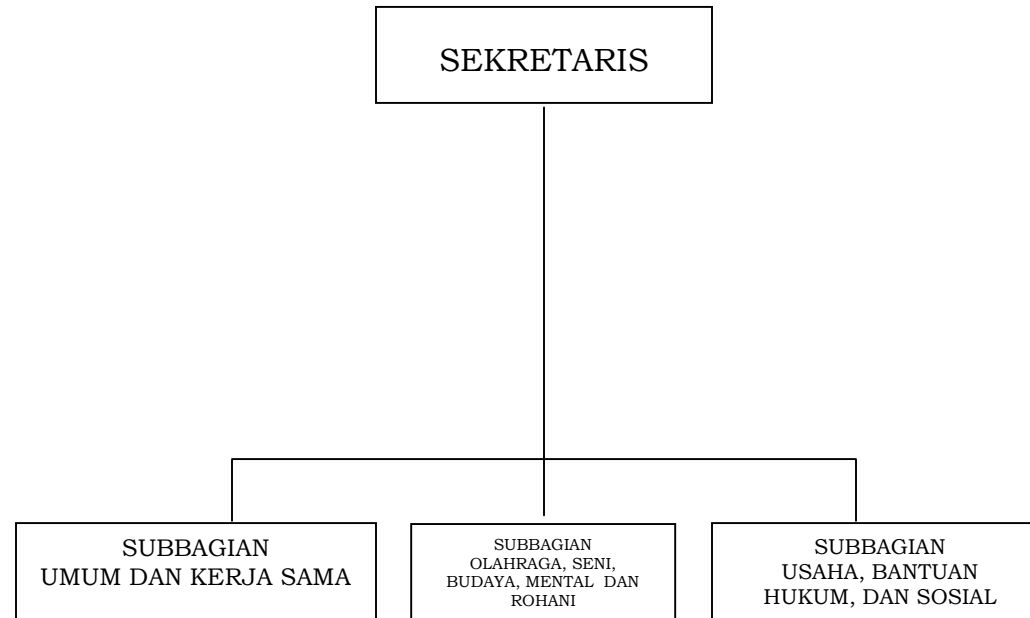 SEKRETARIS
SUBBAGIAN
UMUM DAN KERJA SAMA
SUBBAGIAN
OLAHRAGA, SENI,
BUDAYA, MENTAL DAN
ROHANI
SUBBAGIAN
USAHA, BANTUAN
HUKUM, DAN SOSIAL